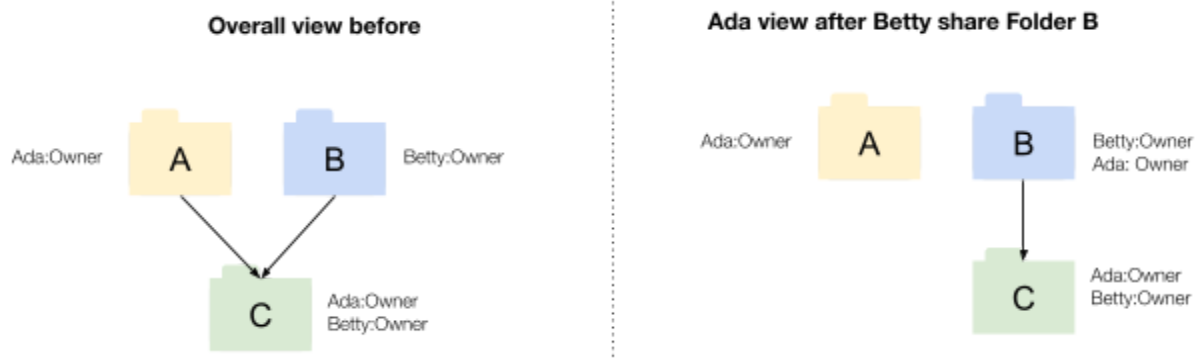 Overall view before
Ada view after Betty share Folder B
Ada:Owner
A
B
Betty:Owner
C
Ada:Owner
Betty:Owner
Ada:Owner
A
B
Betty:Owner
Ada: Owner
C
Ada:Owner
Betty:Owner